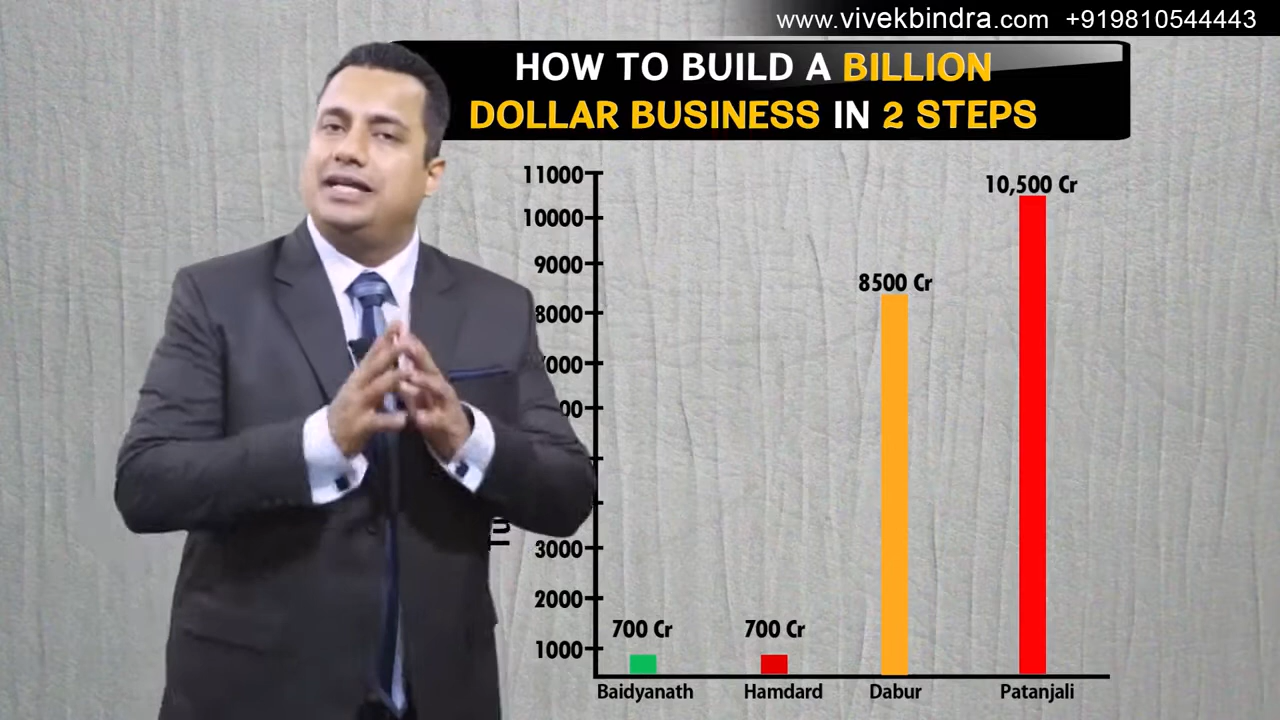 www.vivekbindra.com +919810544443
HOW TO BUILD A BILLION
DOLLAR BUSINESS IN 2 STEPS
11000
10000
9000
8000
3000
2000
1000
10,500 Cr
8500 Cr
700 Cr
700 Cr
Baidyanath
Hamdard
Dabur
Patanjali